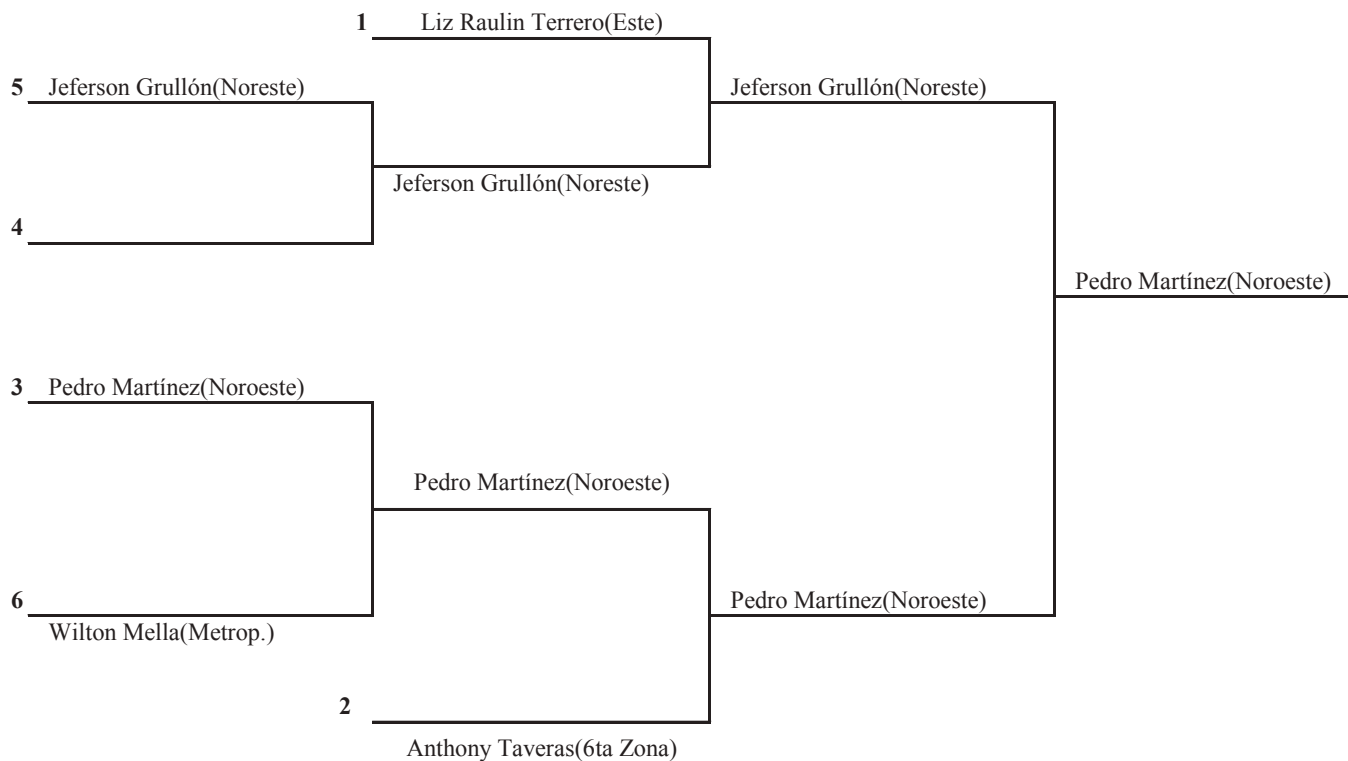 1 Liz Raulin Terrero(Este)
5 Jeferson Grullón(Noreste)
Jeferson Grullón(Noreste)
Jeferson Grullón(Noreste)
4
Pedro Martínez(Noroeste)
3 Pedro Martínez(Noroeste)
Pedro Martínez(Noroeste)
6
Pedro Martínez(Noroeste)
Wilton Mella(Metrop.)
2
Anthony Taveras(6ta Zona)